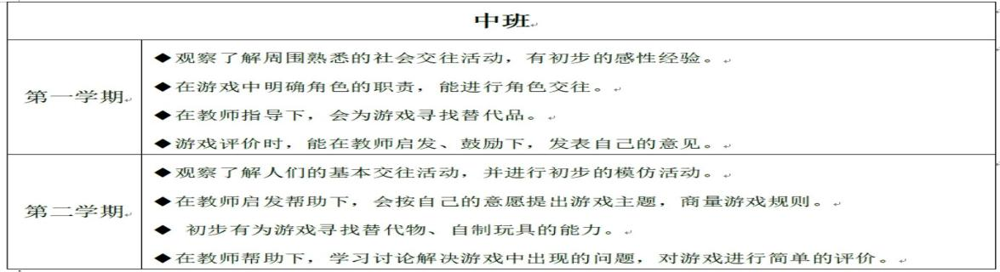 中班
第一学期
◆观察了解周围熟悉的社会交往活动，有初步的感性经验。
◆在游戏中明确角色的职责，能进行角色交往。
◆在教师指导下，会为游戏寻找替代品。
◆游戏评价时，能在教师启发、鼓励下，发表自己的意见。
第二学期
◆观察了解人们的基本交往活动，并进行初步的模仿活动。
◆在教师启发帮助下，会按自己的意愿提出游戏主题，商量游戏规则。
◆ 初步有为游戏寻找替代物、自制玩具的能力。
◆在教师帮助下，学习讨论解决游戏中出现的问题，对游戏进行简单的评价。